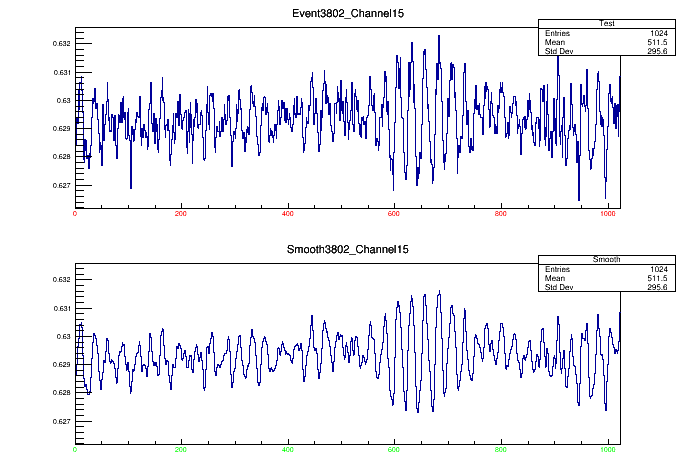 Event3802_Channel15
Test
Entries 1024
Mean 511.5
Std Dev 295.6
0.632
0.631
0.63
0.629
0.628
0.627
0 200 400 600 800 1000
Smooth3802_Channel15
Smooth
Entries 1024
Mean 511.5
Std Dev 295.6
0.632
0.631
0.63
0.629
0.628
0.627
0 200 400 600 800 1000